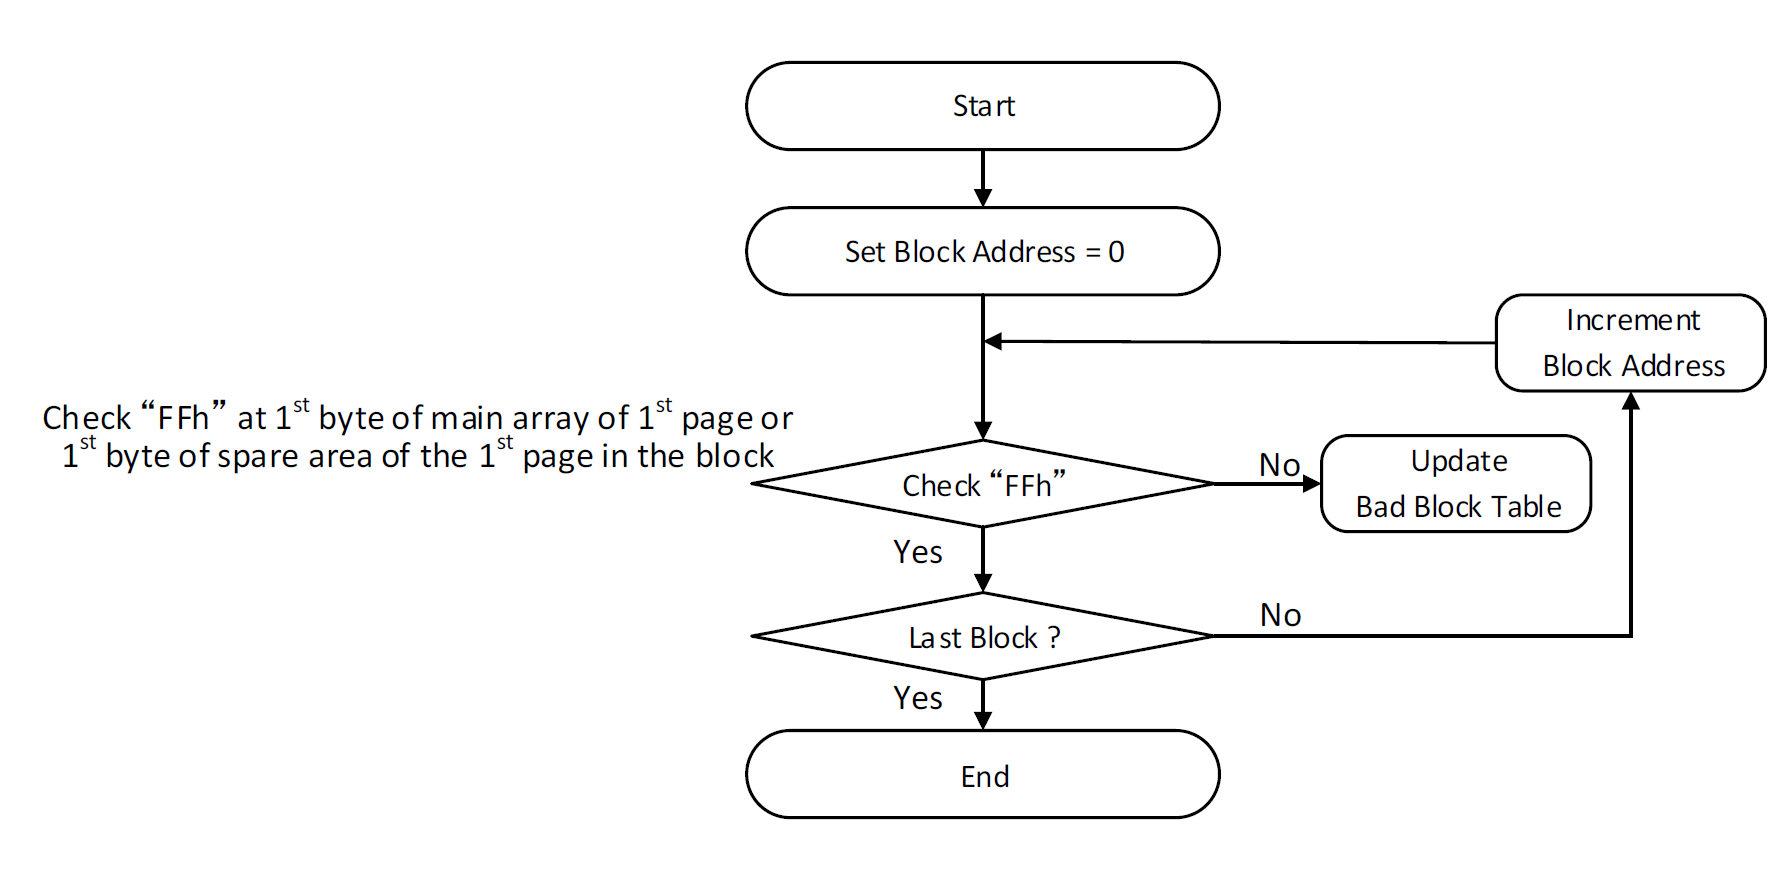 Start
Set Block Address = 0
Increment
Block Address
Check “FFh” at 1st byte of main array of 1st page or
1st byte of spare area of the 1st page in the block
Check “FFh”
No
Update
Bad Block Table
Yes
Last Block ?
No
Yes
End